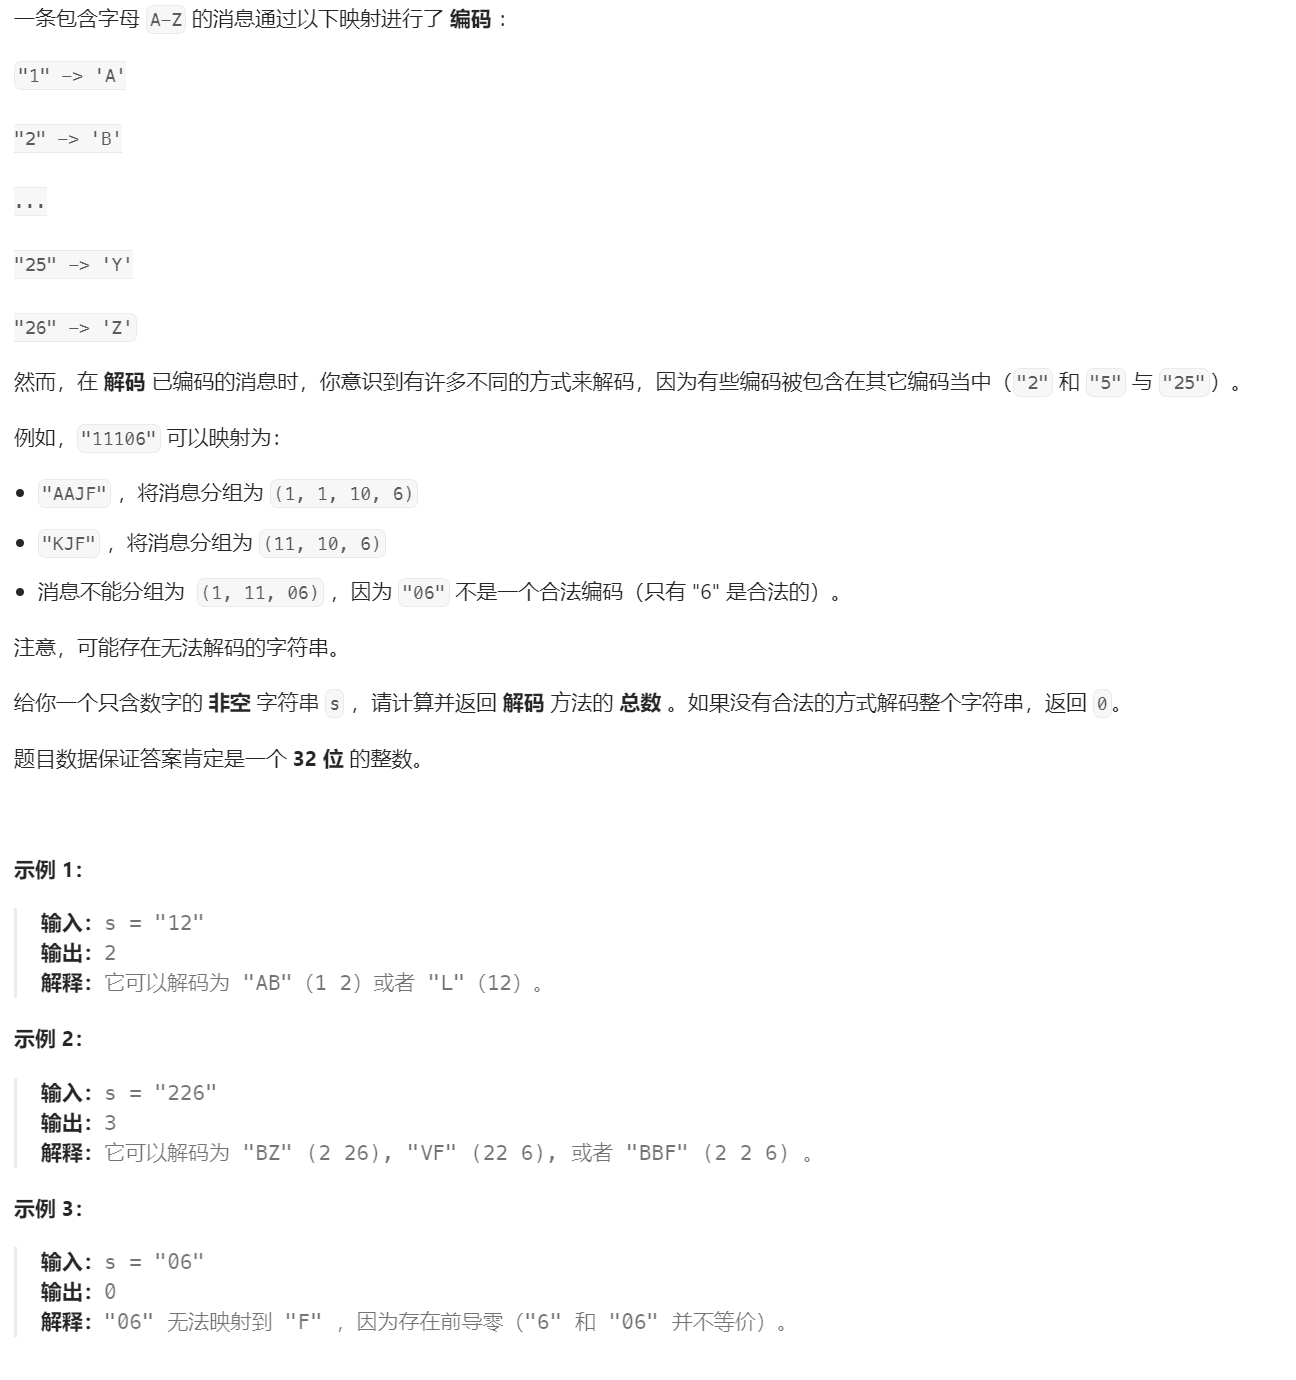 一条包含字母 A-Z 的消息通过以下映射进行了 编码 ：
"1" -> 'A'
"2" -> 'B'
...
"25" -> 'Y'
"26" -> 'Z'
然而，在 解码 已编码的消息时，你意识到有许多不同的方式来解码，因为有些编码被包含在其它编码当中（"2" 和 "5" 与 "25"）。
例如，"11106" 可以映射为：
• "AAJF" ，将消息分组为 (1, 1, 10, 6)
• "KJF" ，将消息分组为 (11, 10, 6)
• 消息不能分组为 (1, 11, 06) ，因为 "06" 不是一个合法编码（只有 "6" 是合法的）。
注意，可能存在无法解码的字符串。
给你一个只含数字的 非空 字符串 s ，请计算并返回 解码 方法的 总数 。如果没有合法的方式解码整个字符串，返回 0。
题目数据保证答案肯定是一个 32 位 的整数。
示例 1：
输入：s = "12"
输出：2
解释：它可以解码为 "AB"（1 2）或者 "L"（12）。
示例 2：
输入：s = "226"
输出：3
解释：它可以解码为 "BZ" (2 26), "VF" (22 6), 或者 "BBF" (2 2 6) 。
示例 3：
输入：s = "06"
输出：0
解释："06" 无法映射到 "F" ，因为存在前导零（"6" 和 "06" 并不等价）。